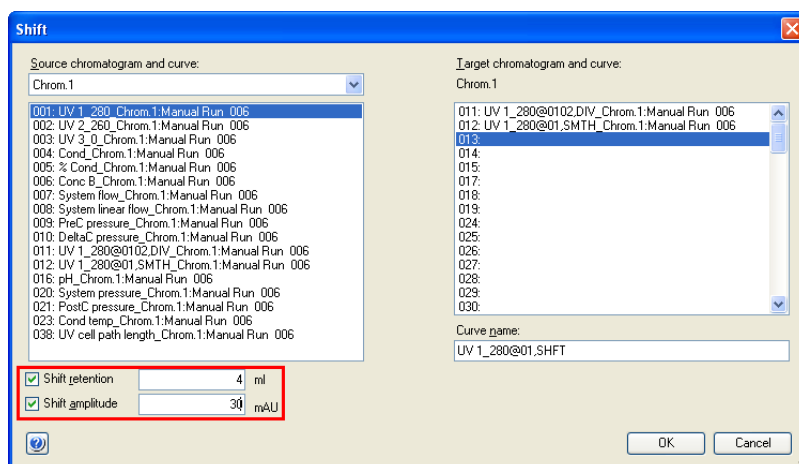 Shift
Source chromatogram and curve:
Chrom.1
001: UV 1_280_Chrom.1:Manual Run 006
002: UV 2_260_Chrom.1:Manual Run 006
003: UV 3_0_Chrom.1:Manual Run 006
004: Cond_Chrom.1:Manual Run 006
005: % Cond_Chrom.1:Manual Run 006
006: Conc B_Chrom.1:Manual Run 006
007: System flow_Chrom.1:Manual Run 006
008: System linear flow_Chrom.1:Manual Run 006
009: PreC pressure_Chrom.1:Manual Run 006
010: DeltaC pressure_Chrom.1:Manual Run 006
011: UV 1_280@0102,DIV_Chrom.1:Manual Run 006
012: UV 1_280@01,SMTH_Chrom.1:Manual Run 006
016: pH_Chrom.1:Manual Run 006
020: System pressure_Chrom.1:Manual Run 006
021: PostC pressure_Chrom.1:Manual Run 006
023: Cond temp_Chrom.1:Manual Run 006
038: UV cell path length_Chrom.1:Manual Run 006
Shift retention 4 ml
Shift amplitude 30 mAU
Target chromatogram and curve:
Chrom.1
011: UV 1_280@0102,DIV_Chrom.1:Manual Run 006
012: UV 1_280@01,SMTH_Chrom.1:Manual Run 006
013:
014:
015:
017:
018:
019:
024:
025:
026:
027:
028:
029:
030:
Curve name:
UV 1_280@01,SHFT
?
OK
Cancel